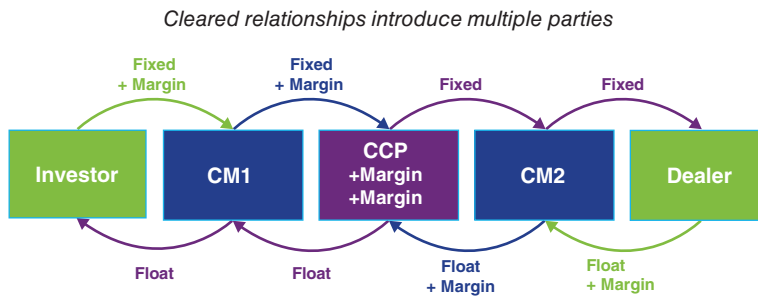 Cleared relationships introduce multiple parties
Fixed
+ Margin
Fixed
+ Margin
Fixed
Fixed
Investor
CM1
CCP
+Margin
+Margin
CM2
Dealer
Float
Float
Float
+ Margin
Float
+ Margin